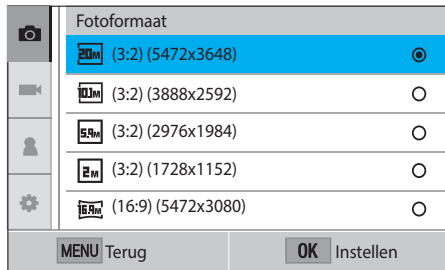 Fotoformaat
20M (3:2) (5472x3648)
10.1M (3:2) (3888x2592)
5.9M (3:2) (2976x1984)
2M (3:2) (1728x1152)
16.9M (16:9) (5472x3080)
MENU Terug OK Instellen